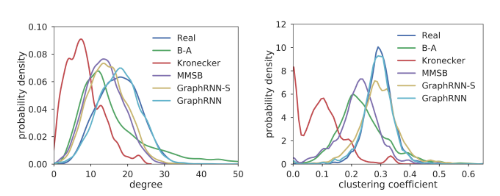 0.10
0.08
0.06
0.04
0.02
0.00
probability density
0 10 20 30 40 50
degree
Real
B-A
Kronecker
MMSB
GraphRNN-S
GraphRNN
12
10
8
6
4
2
0
probability density
0.0 0.1 0.2 0.3 0.4 0.5 0.6
clustering coefficient
Real
B-A
Kronecker
MMSB
GraphRNN-S
GraphRNN